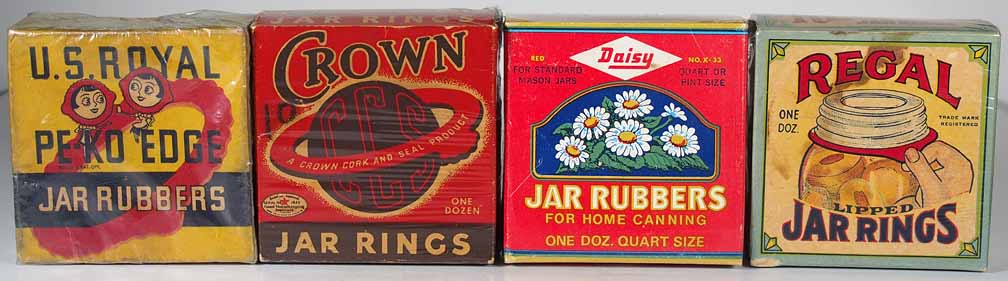 U.S. ROYAL
PE-KO EDGE
JAR RUBBERS
CROWN
10¢
CCS
A CROWN CORK AND SEAL PRODUCT
ONE
DOZEN
JAR RINGS
Daisy
RED
FOR STANDARD
MASON JARS
NO. X-33
QUART OR
PINT SIZE
JAR RUBBERS
FOR HOME CANNING
ONE DOZ. QUART SIZE
REGAL
ONE
DOZ.
TRADE MARK
REGISTERED
LIPPED
JAR RINGS